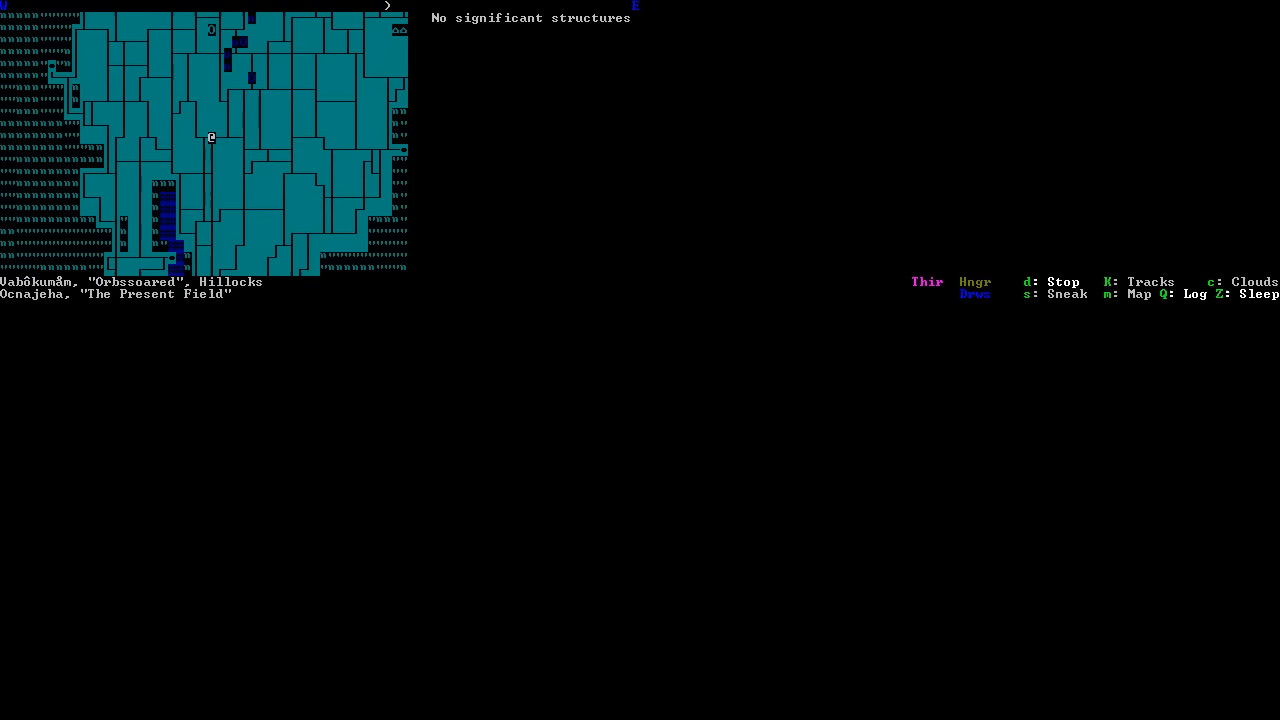 W E
No significant structures
Vabôkumåm, "Orbssoared", Hillocks
Ocnajeha, "The Present Field"
Thir Hngr d: Stop K: Tracks c: Clouds
Drws s: Sneak m: Map Q: Log Z: Sleep